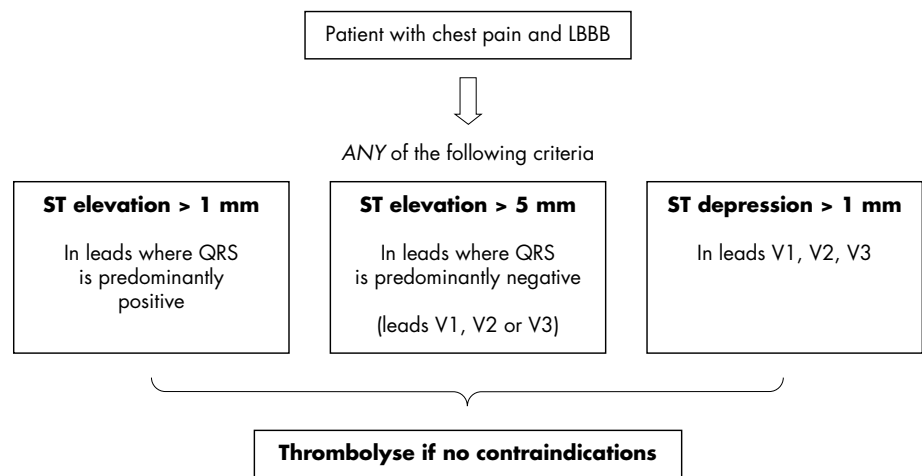 Patient with chest pain and LBBB
ANY of the following criteria
ST elevation > 1 mm
In leads where QRS
is predominantly
positive
ST elevation > 5 mm
In leads where QRS
is predominantly negative
(leads V1, V2 or V3)
ST depression > 1 mm
In leads V1, V2, V3
Thrombolyse if no contraindications